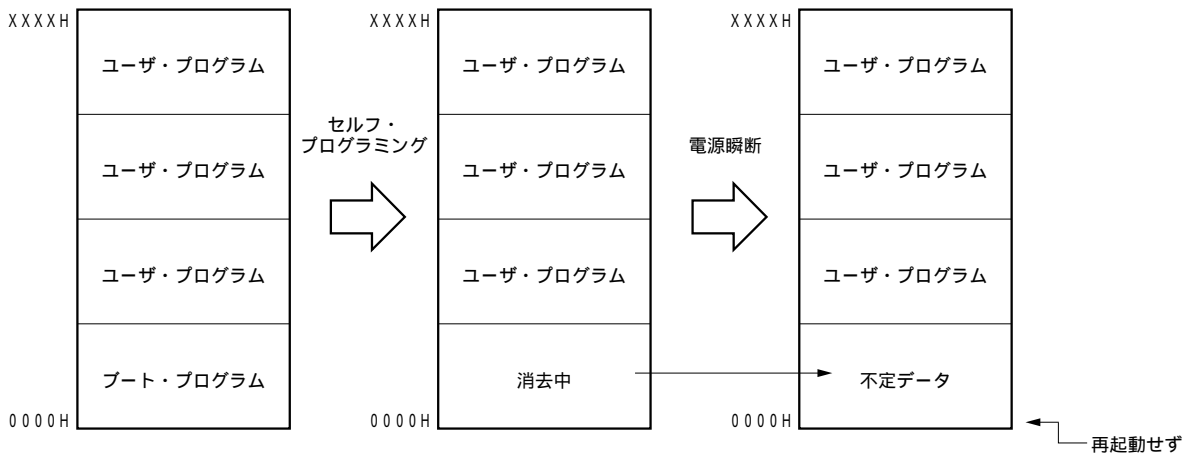 XXXXH
ユーザ・プログラム
ユーザ・プログラム
ユーザ・プログラム
ブート・プログラム
0000H
セルフ・
プログラミング
XXXXH
ユーザ・プログラム
ユーザ・プログラム
ユーザ・プログラム
消去中
0000H
電源瞬断
XXXXH
ユーザ・プログラム
ユーザ・プログラム
ユーザ・プログラム
不定データ
0000H
再起動せず